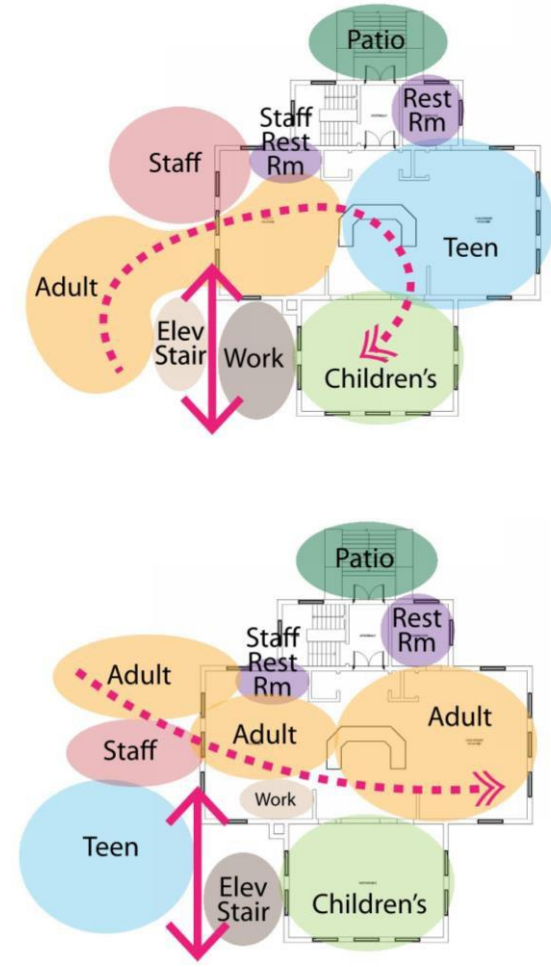 Patio
Rest
Rm
Staff
Rest
Rm
Staff
Teen
Adult
Elev
Stair
Work
Children's
Patio
Rest
Rm
Staff
Rest
Rm
Adult
Adult
Adult
Staff
Work
Teen
Elev
Stair
Children's